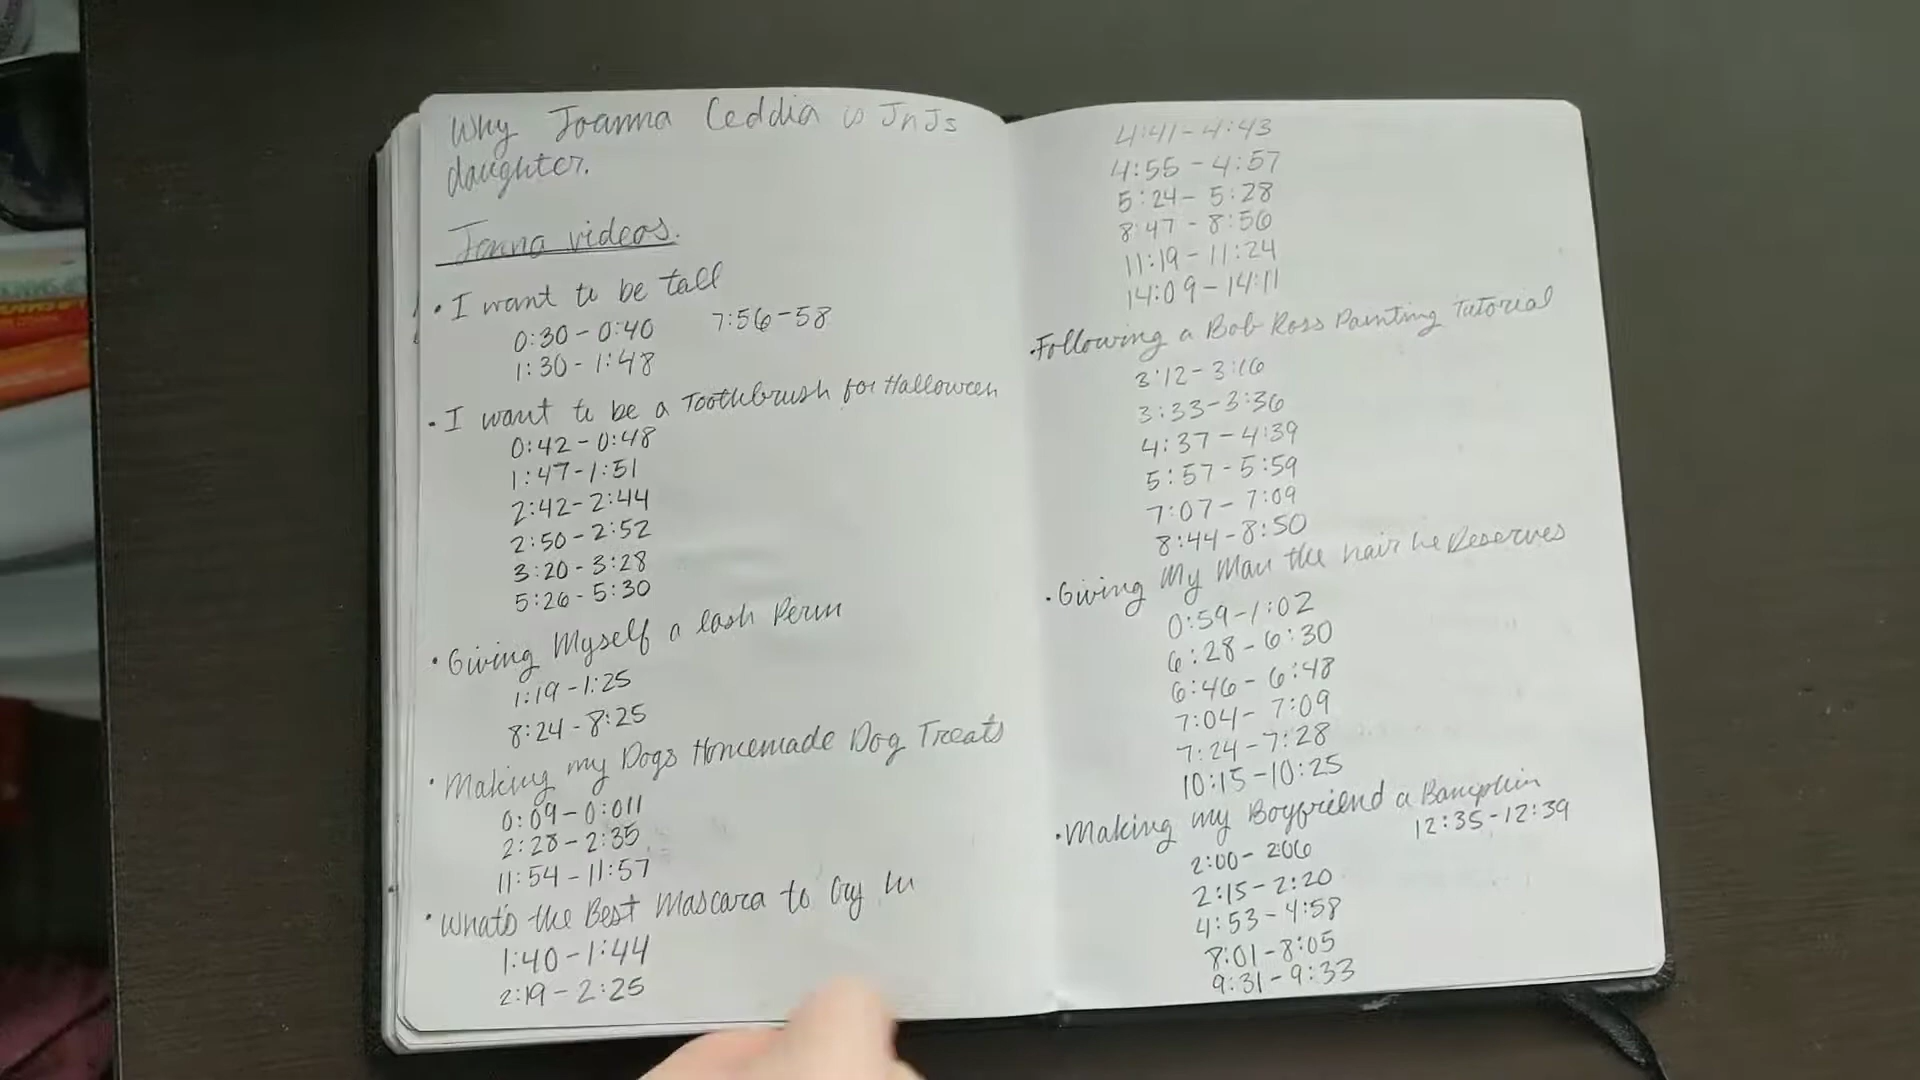 Why Joanna Ceddia is JnJs
daughter.
Joanna videos.
• I want to be tall
0:30 - 0:40 7:56-58
1:30 - 1:48
• I want to be a Toothbrush for Halloween
0:42 - 0:48
1:47 - 1:51
2:42 - 2:44
2:50 - 2:52
3:20 - 3:28
5:26 - 5:30
• Giving Myself a lash Perm
1:19 - 1:25
8:24 - 8:25
• Making my Dogs Homemade Dog Treats
0:09 - 0:011
2:28 - 2:35
11:54 - 11:57
• What's the Best Mascara to Cry In
1:40 - 1:44
2:19 - 2:25
4:41 - 4:43
4:55 - 4:57
5:24 - 5:28
8:47 - 8:50
11:19 - 11:24
14:09 - 14:11
• Following a Bob Ross Painting Tutorial
3:12 - 3:16
3:33 - 3:36
4:37 - 4:39
5:57 - 5:59
7:07 - 7:09
8:44 - 8:50
• Giving My Man the hair he Deserves
0:59 - 1:02
6:28 - 6:30
6:46 - 6:48
7:04 - 7:09
7:24 - 7:28
10:15 - 10:25
• Making my Boyfriend a Bangpkin
12:35 - 12:39
2:00 - 2:06
2:15 - 2:20
4:53 - 4:58
8:01 - 8:05
9:31 - 9:33